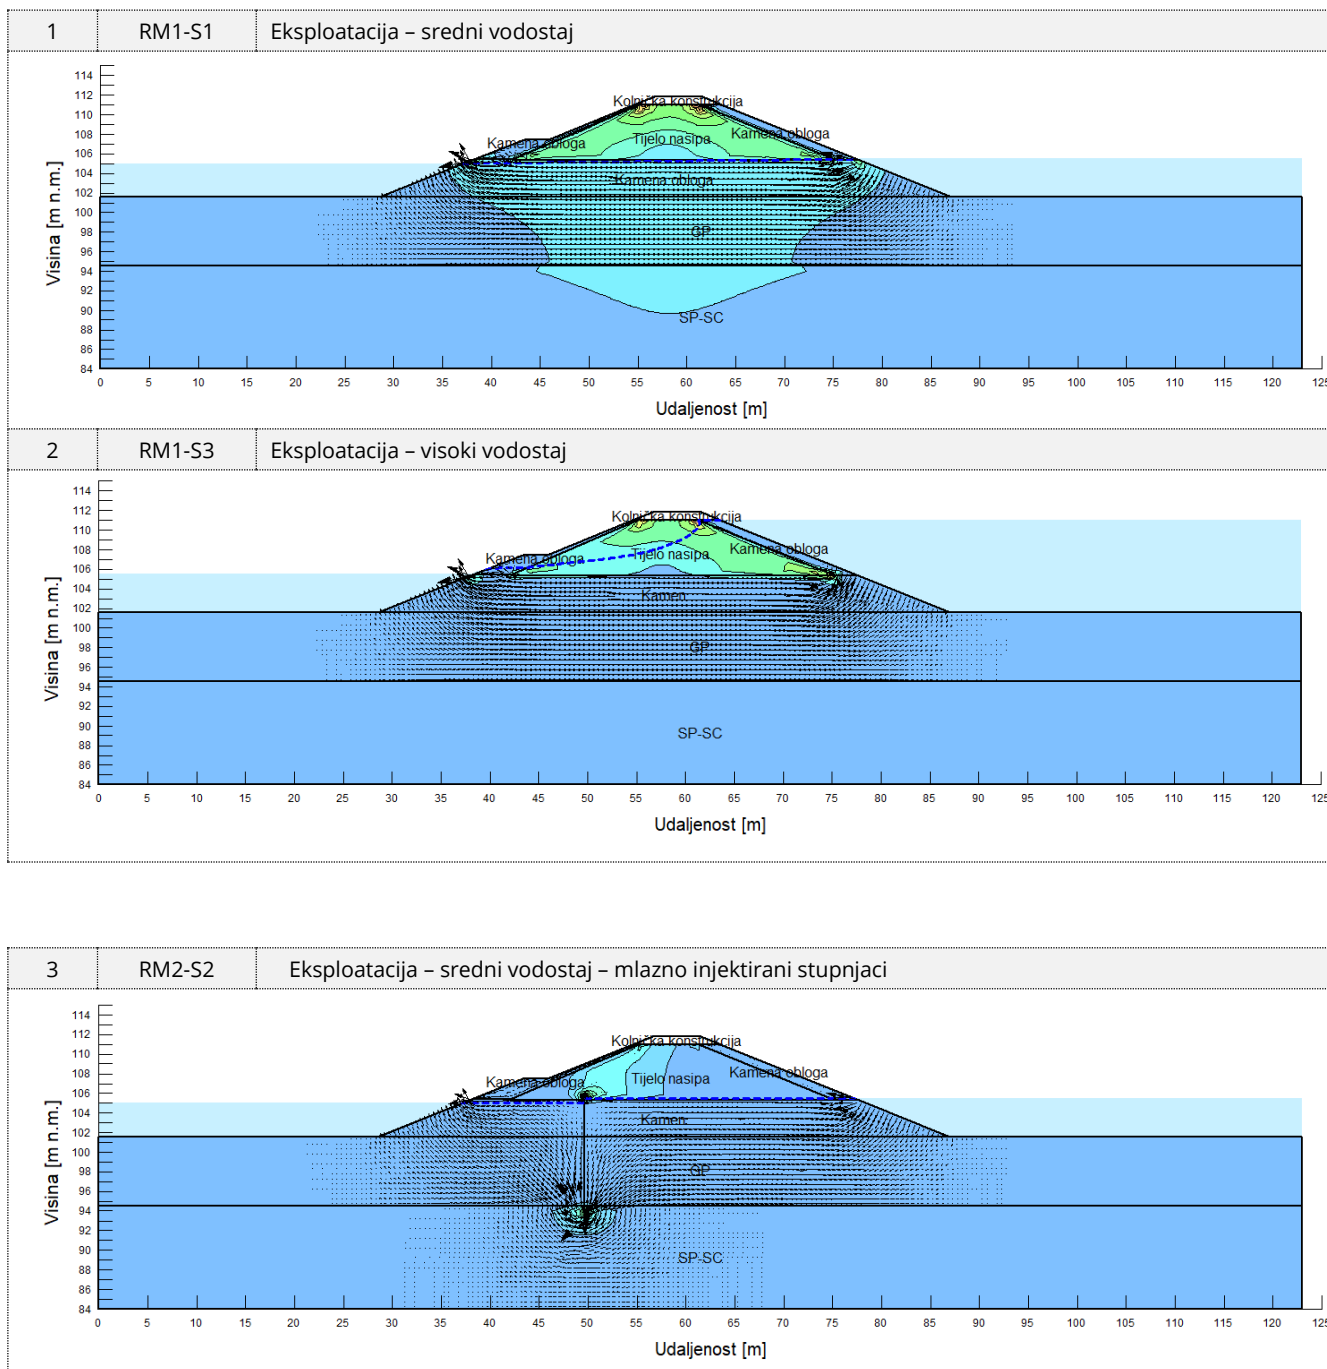 1 RM1-S1 Eksploatacija – sredni vodostaj
114
112
110
108
106
104
102
100
98
96
94
92
90
88
86
84
Visina [m n.m.]
Kolnička konstrukcija
Kamena obloga
Tijelo nasipa
Kamena obloga
Kamena obloga
GP
SP-SC
0 5 10 15 20 25 30 35 40 45 50 55 60 65 70 75 80 85 90 95 100 105 110 115 120 125
Udaljenost [m]
2 RM1-S3 Eksploatacija – visoki vodostaj
114
112
110
108
106
104
102
100
98
96
94
92
90
88
86
84
Visina [m n.m.]
Kolnička konstrukcija
Kamena obloga
Tijelo nasipa
Kamena obloga
Kamen
GP
SP-SC
0 5 10 15 20 25 30 35 40 45 50 55 60 65 70 75 80 85 90 95 100 105 110 115 120 125
Udaljenost [m]
3 RM2-S2 Eksploatacija – sredni vodostaj – mlazno injektirani stupnjaci
114
112
110
108
106
104
102
100
98
96
94
92
90
88
86
84
Visina [m n.m.]
Kolnička konstrukcija
Kamena obloga
Tijelo nasipa
Kamena obloga
Kamen
GP
SP-SC
0 5 10 15 20 25 30 35 40 45 50 55 60 65 70 75 80 85 90 95 100 105 110 115 120 125
Udaljenost [m]